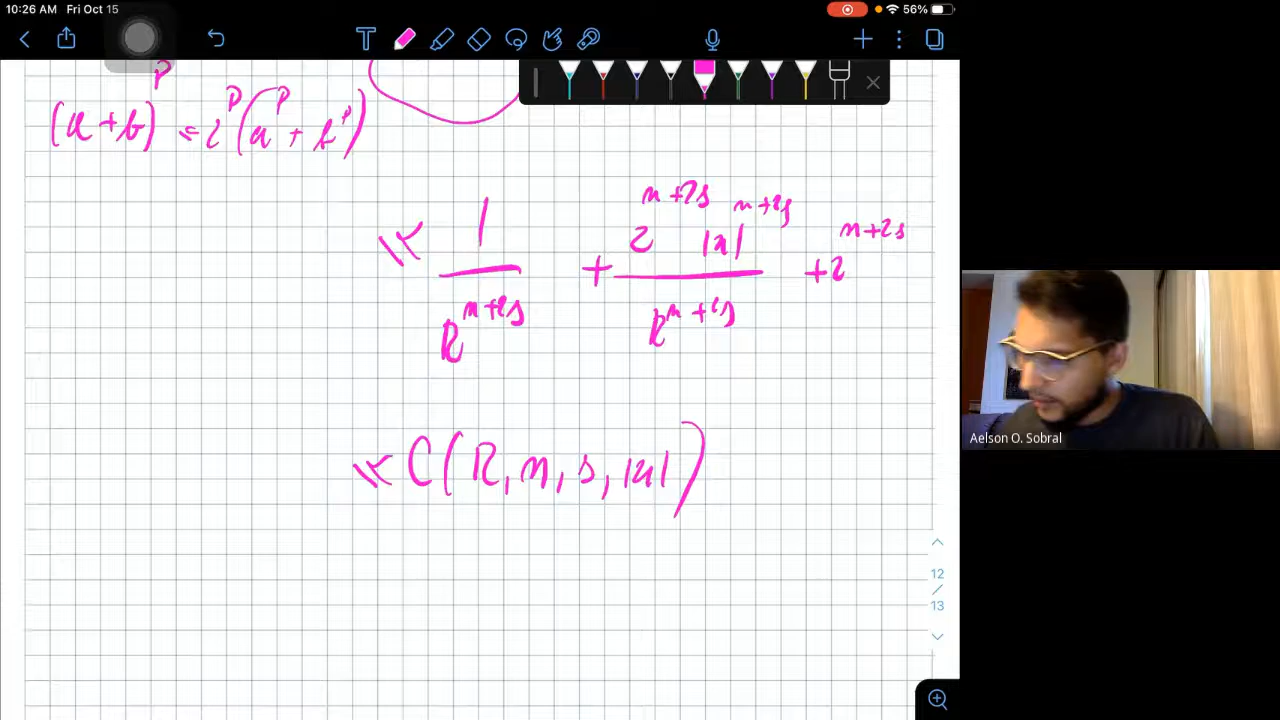 10:26 AM Fri Oct 15
56%
(a+b)^p ≤ 2^p (a^p + b^p)
≤ 1/R^{n+2s} + 2^{n+2s} |x|^{n+2s}/R^{n+2s} + 2^{n+2s}
≤ C(R, n, s, |x|)
Aelson O. Sobral
12
/
13